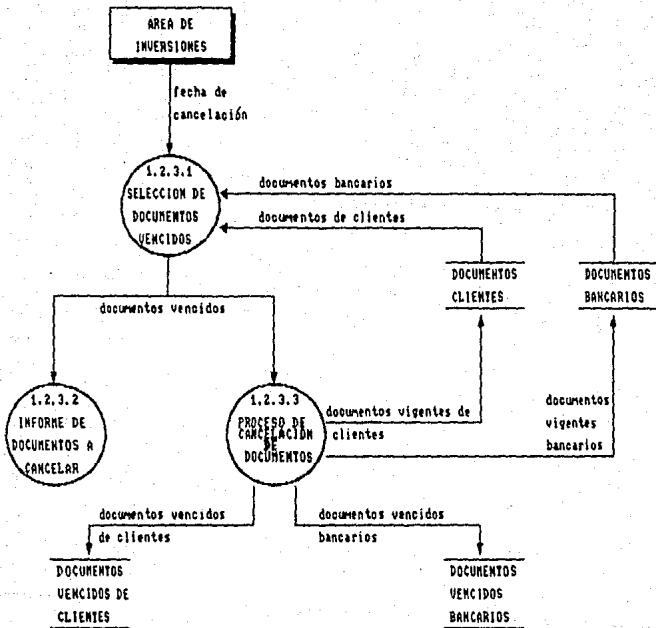 AREA DE
INVERSIONES
fecha de
cancelación
1.2.3.1
SELECCION DE
DOCUMENTOS
VENCIDOS
documentos bancarios
documentos de clientes
DOCUMENTOS
CLIENTES
DOCUMENTOS
BANCARIOS
documentos vencidos
1.2.3.2
INFORME DE
DOCUMENTOS A
CANCELAR
1.2.3.3
PROCESO DE
CANCELACIÓN
DE
DOCUMENTOS
documentos vigentes de
clientes
documentos
vigentes
bancarios
documentos vencidos
de clientes
documentos vencidos
bancarios
DOCUMENTOS
VENCIDOS DE
CLIENTES
DOCUMENTOS
VENCIDOS
BANCARIOS